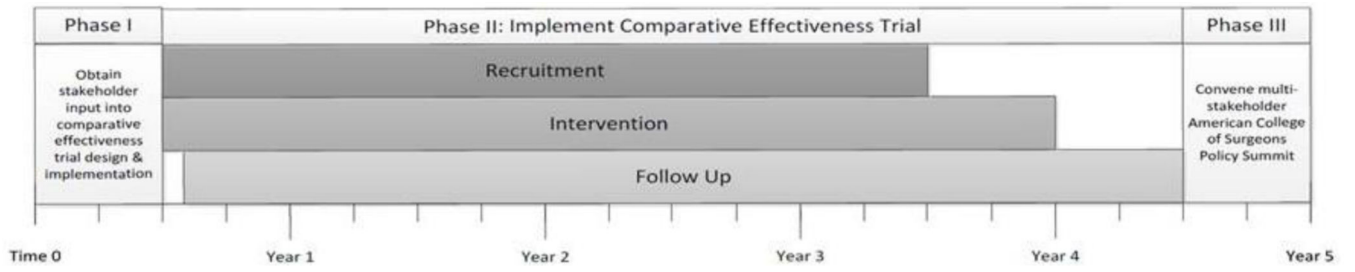 Phase I
Phase II: Implement Comparative Effectiveness Trial
Phase III
Obtain
stakeholder
input into
comparative
effectiveness
trial design &
implementation
Recruitment
Intervention
Follow Up
Convene multi-
stakeholder
American College
of Surgeons
Policy Summit
Time 0
Year 1
Year 2
Year 3
Year 4
Year 5